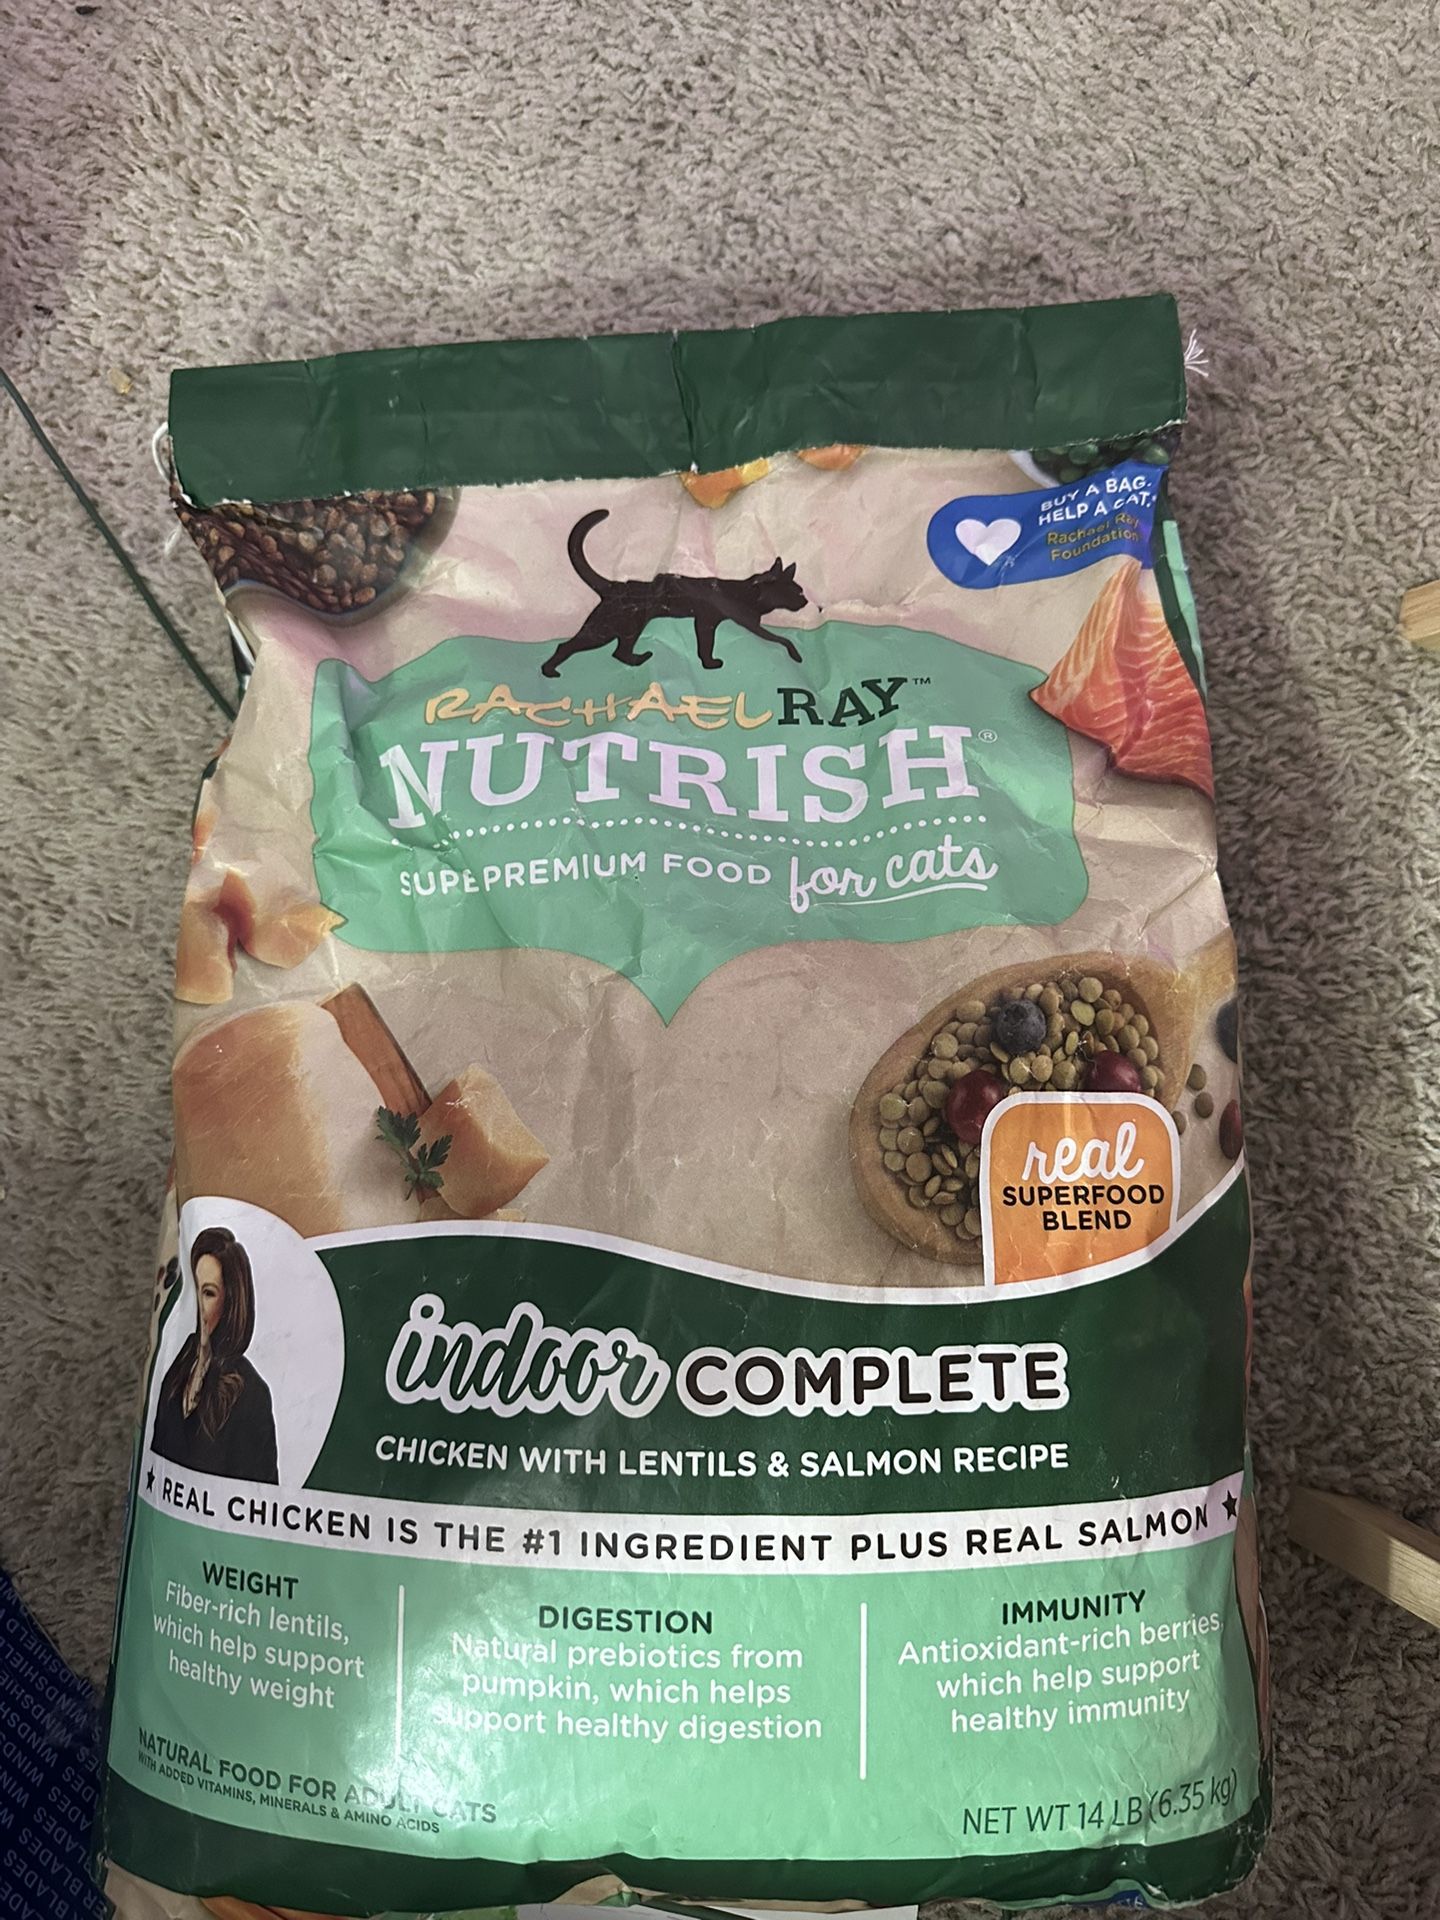 BUY A BAG.
HELP A CAT.
Rachael Ray
Foundation
RACHAEL RAY™
NUTRISH®
SUPEPREMIUM FOOD for cats
real
SUPERFOOD
BLEND
indoor COMPLETE
CHICKEN WITH LENTILS & SALMON RECIPE
★ REAL CHICKEN IS THE #1 INGREDIENT PLUS REAL SALMON ★
WEIGHT
Fiber-rich lentils,
which help support
healthy weight
DIGESTION
Natural prebiotics from
pumpkin, which helps
support healthy digestion
IMMUNITY
Antioxidant-rich berries,
which help support
healthy immunity
NATURAL FOOD FOR ADULT CATS
WITH ADDED VITAMINS, MINERALS & AMINO ACIDS
NET WT 14 LB (6.35 kg)